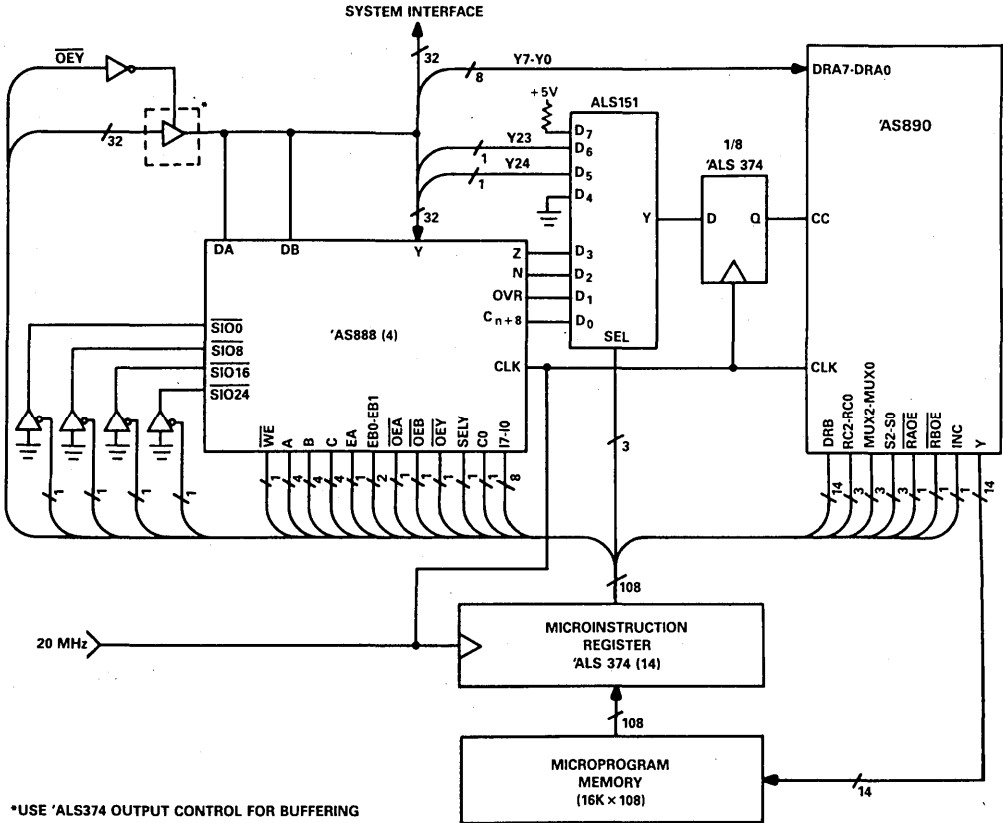 SYSTEM INTERFACE
OEY
32
Y7-Y0
8
DRA7-DRA0
+5V
ALS151
*
32
'AS890
D7
Y23
1
D6
Y24
1
D5
D4
1/8
'ALS 374
32
Y
D Q
CC
DA DB Y
Z D3
N D2
OVR D1
Cn+8 D0
SEL
'AS888 (4)
SIO0
SIO8
SIO16
SIO24
CLK
CLK
WE A B C EA EB0-EB1 OEA OEB OEY SELY C0 I7-I0
DRB RC2-RC0 MUX2-MUX0 S2-S0 RAOE RBOE INC Y
3
1 1 1 1
1 4 4 4 1 2 1 1 1 1 1 8
14 3 3 3 1 1 1 14
108
20 MHz
MICROINSTRUCTION
REGISTER
'ALS 374 (14)
108
MICROPROGRAM
MEMORY
(16K × 108)
14
*USE 'ALS374 OUTPUT CONTROL FOR BUFFERING